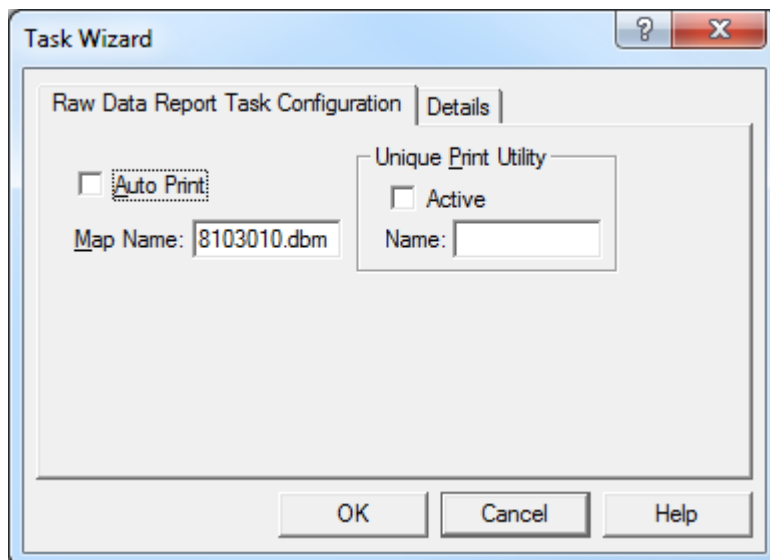 Task Wizard
?
X
Raw Data Report Task Configuration
Details
Auto Print
Map Name: 8103010.dbm
Unique Print Utility
Active
Name:
OK
Cancel
Help